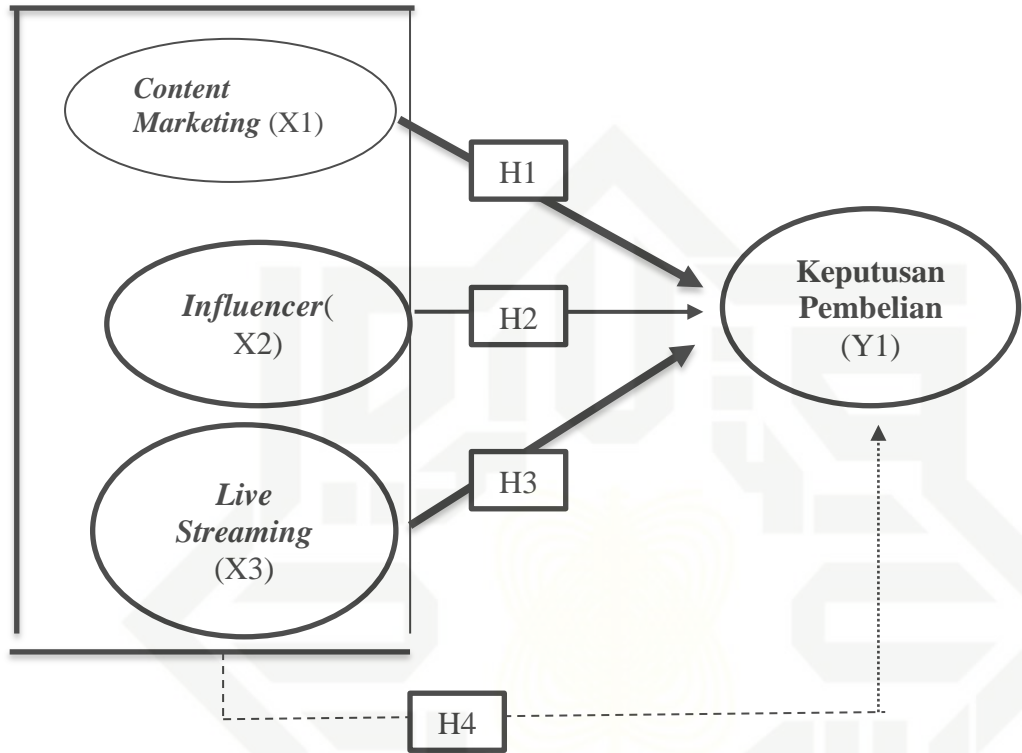 Content
Marketing (X1)
H1
Influencer(
X2)
H2
Keputusan
Pembelian
(Y1)
Live
Streaming
(X3)
H3
H4